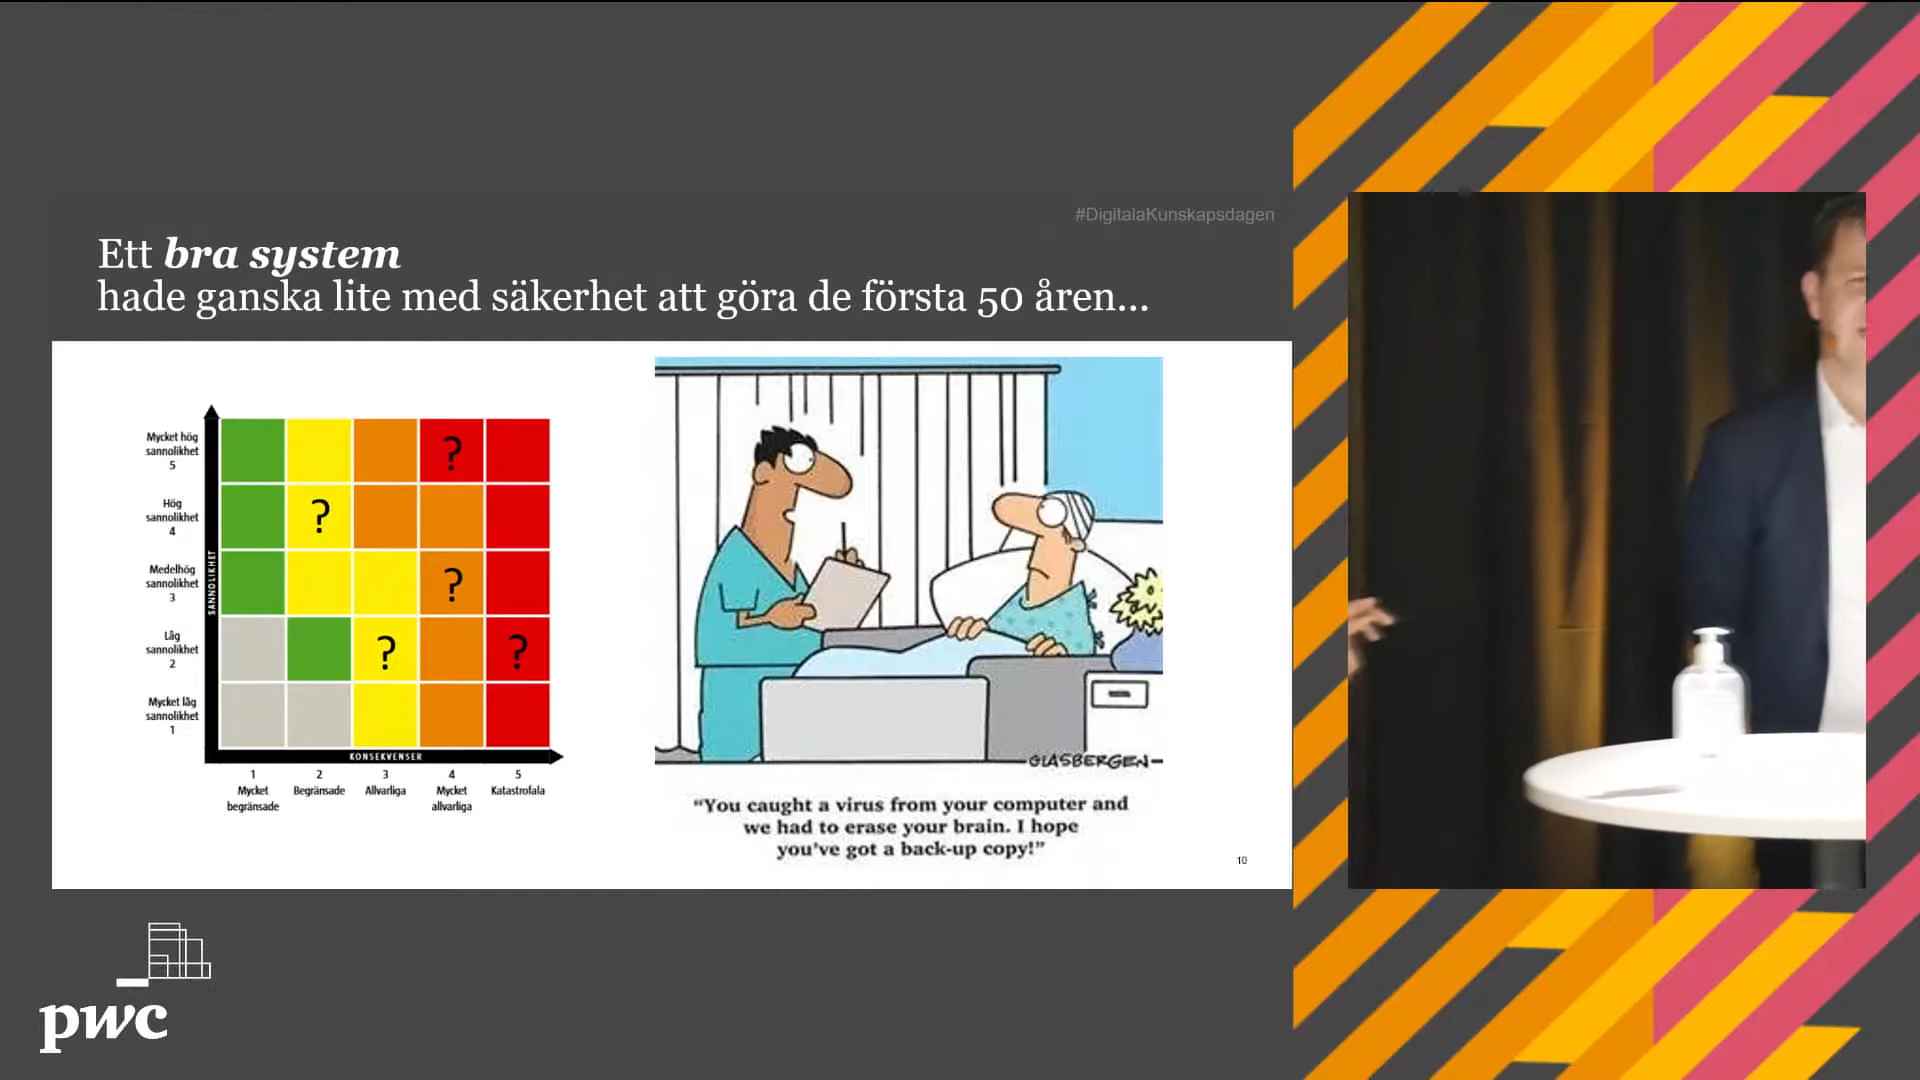 #DigitalaKunskapsdagen
Ett bra system
hade ganska lite med säkerhet att göra de första 50 åren...
Mycket hög
sannolikhet
5
Hög
sannolikhet
4
Medelhög
sannolikhet
3
Låg
sannolikhet
2
Mycket låg
sannolikhet
1
SANNOLIKHET
?
?
?
?
?
KONSEKVENSER
1
Mycket
begränsade
2
Begränsade
3
Allvarliga
4
Mycket
allvarliga
5
Katastrofala
GLASBERGEN
“You caught a virus from your computer and
we had to erase your brain. I hope
you’ve got a back-up copy!”
10
pwc